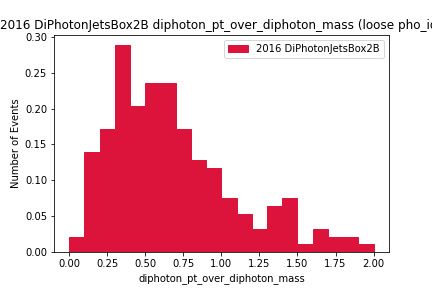 2016 DiPhotonJetsBox2B diphoton_pt_over_diphoton_mass (loose pho_id
2016 DiPhotonJetsBox2B
Number of Events
0.30
0.25
0.20
0.15
0.10
0.05
0.00
0.00 0.25 0.50 0.75 1.00 1.25 1.50 1.75 2.00
diphoton_pt_over_diphoton_mass